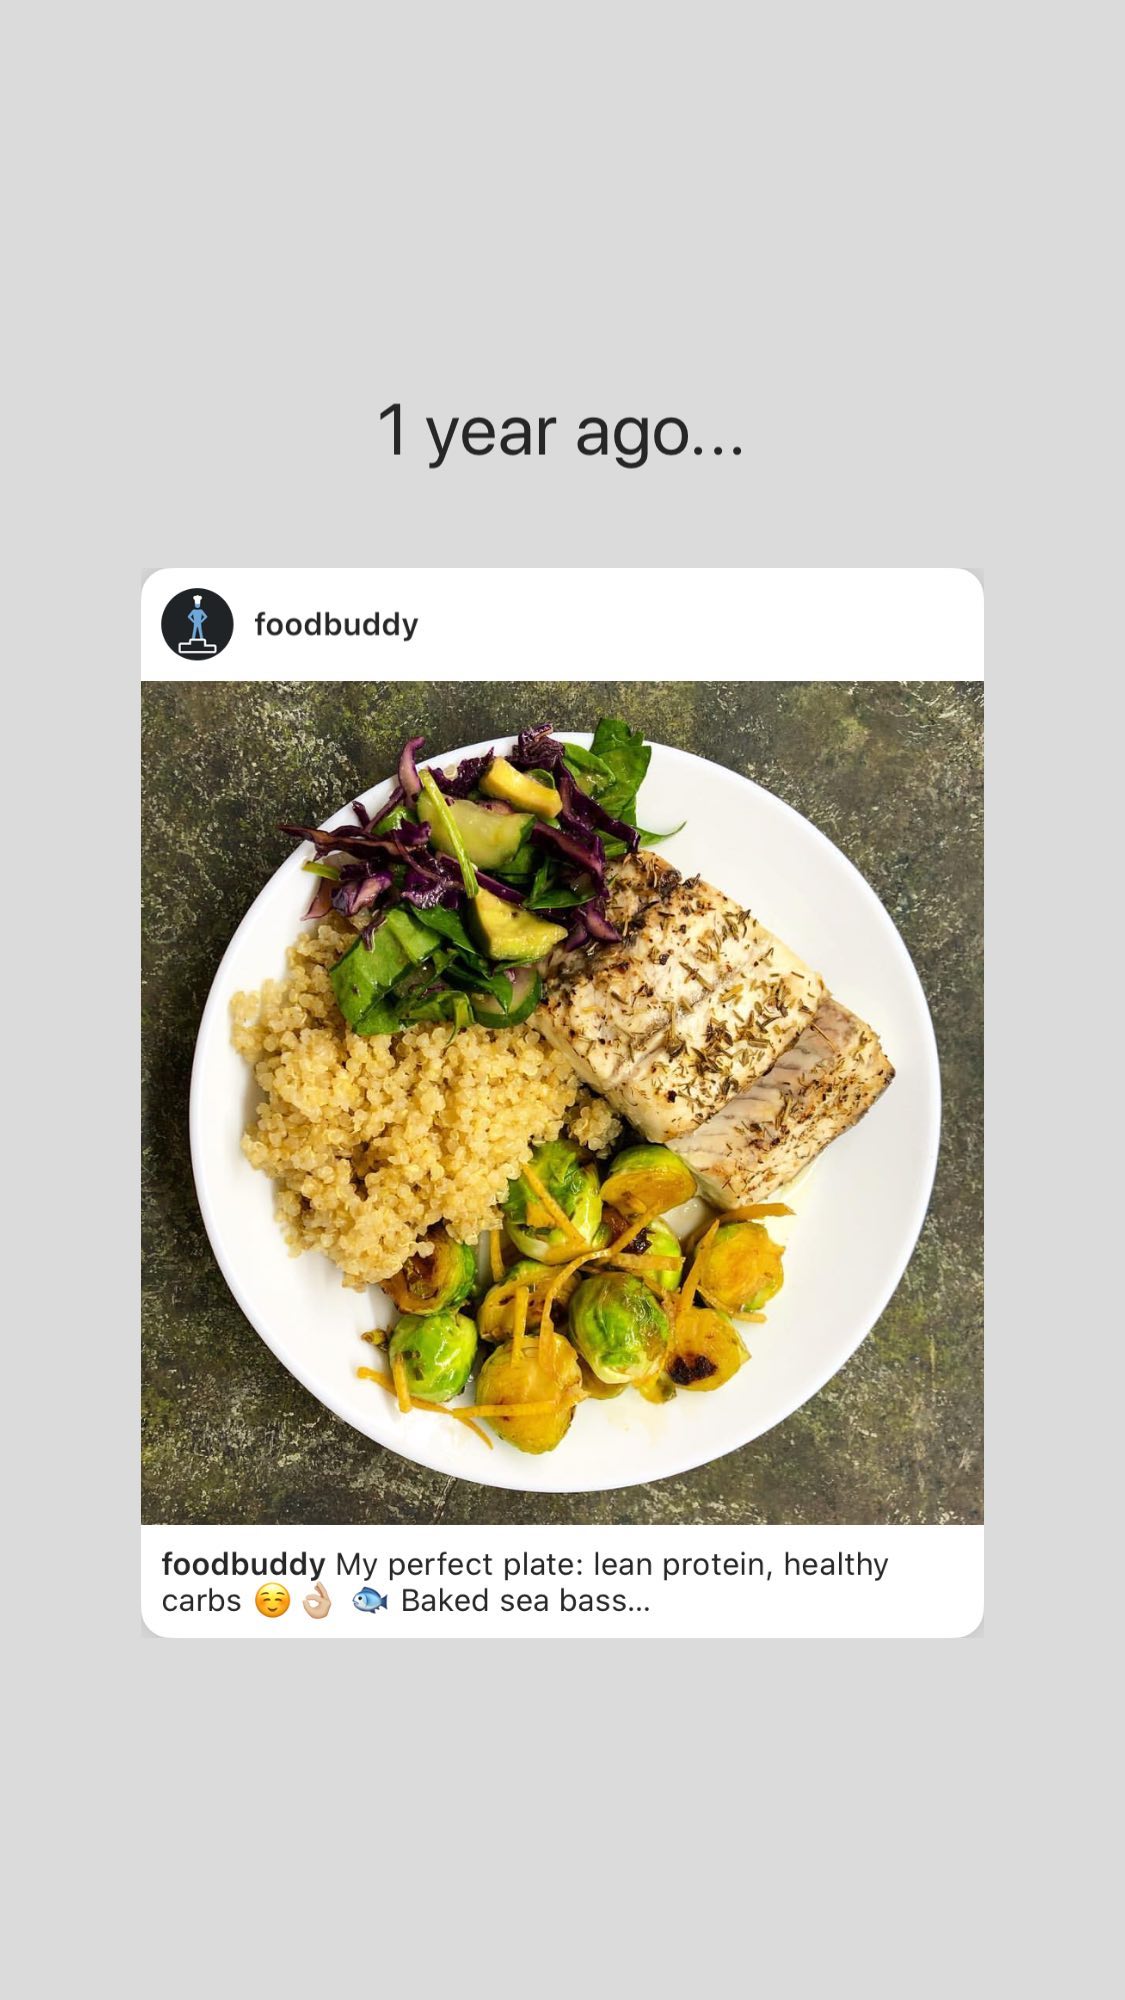 1 year ago...
foodbuddy
foodbuddy My perfect plate: lean protein, healthy
carbs ☺️👌🏼 🐟 Baked sea bass...